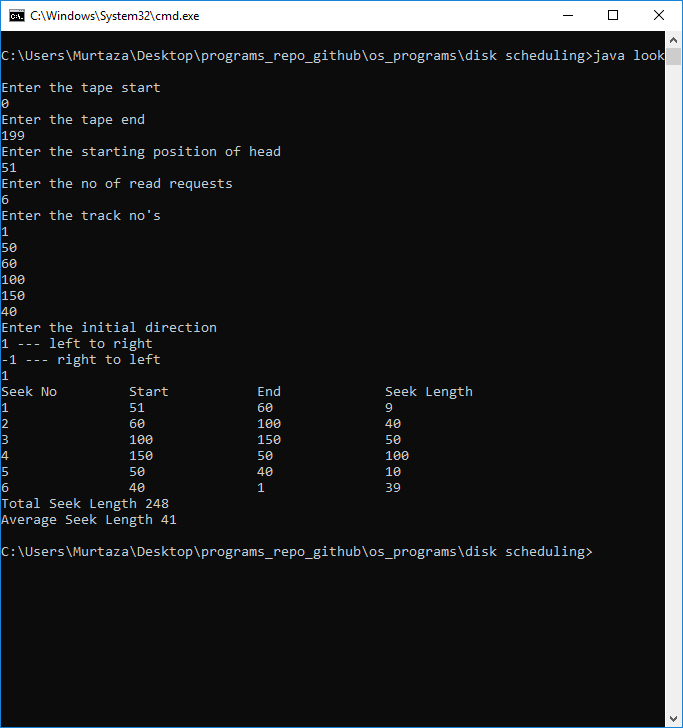 C:\Windows\System32\cmd.exe
C:\Users\Murtaza\Desktop\programs_repo_github\os_programs\disk scheduling>java look
Enter the tape start
0
Enter the tape end
199
Enter the starting position of head
51
Enter the no of read requests
6
Enter the track no's
1
50
60
100
150
40
Enter the initial direction
1 --- left to right
-1 --- right to left
1
Seek No Start End Seek Length
1 51 60 9
2 60 100 40
3 100 150 50
4 150 50 100
5 50 40 10
6 40 1 39
Total Seek Length 248
Average Seek Length 41
C:\Users\Murtaza\Desktop\programs_repo_github\os_programs\disk scheduling>